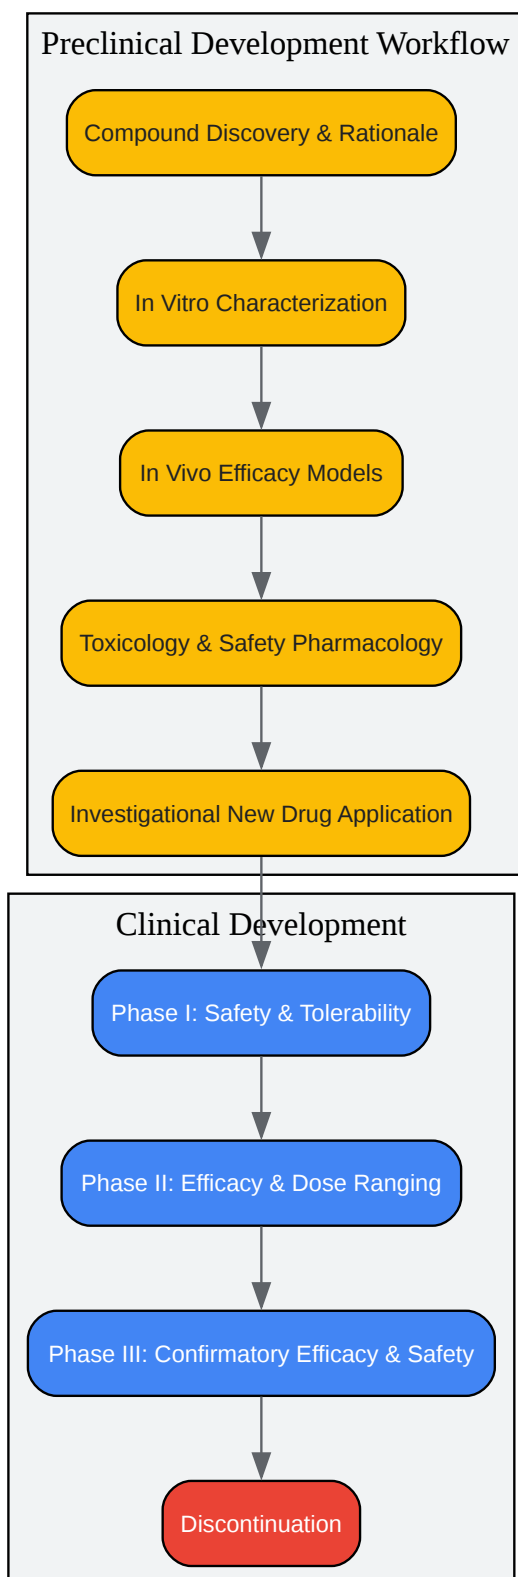 Preclinical Development Workflow
Compound Discovery & Rationale
In Vitro Characterization
In Vivo Efficacy Models
Toxicology & Safety Pharmacology
Investigational New Drug Application
Clinical Development
Phase I: Safety & Tolerability
Phase II: Efficacy & Dose Ranging
Phase III: Confirmatory Efficacy & Safety
Discontinuation